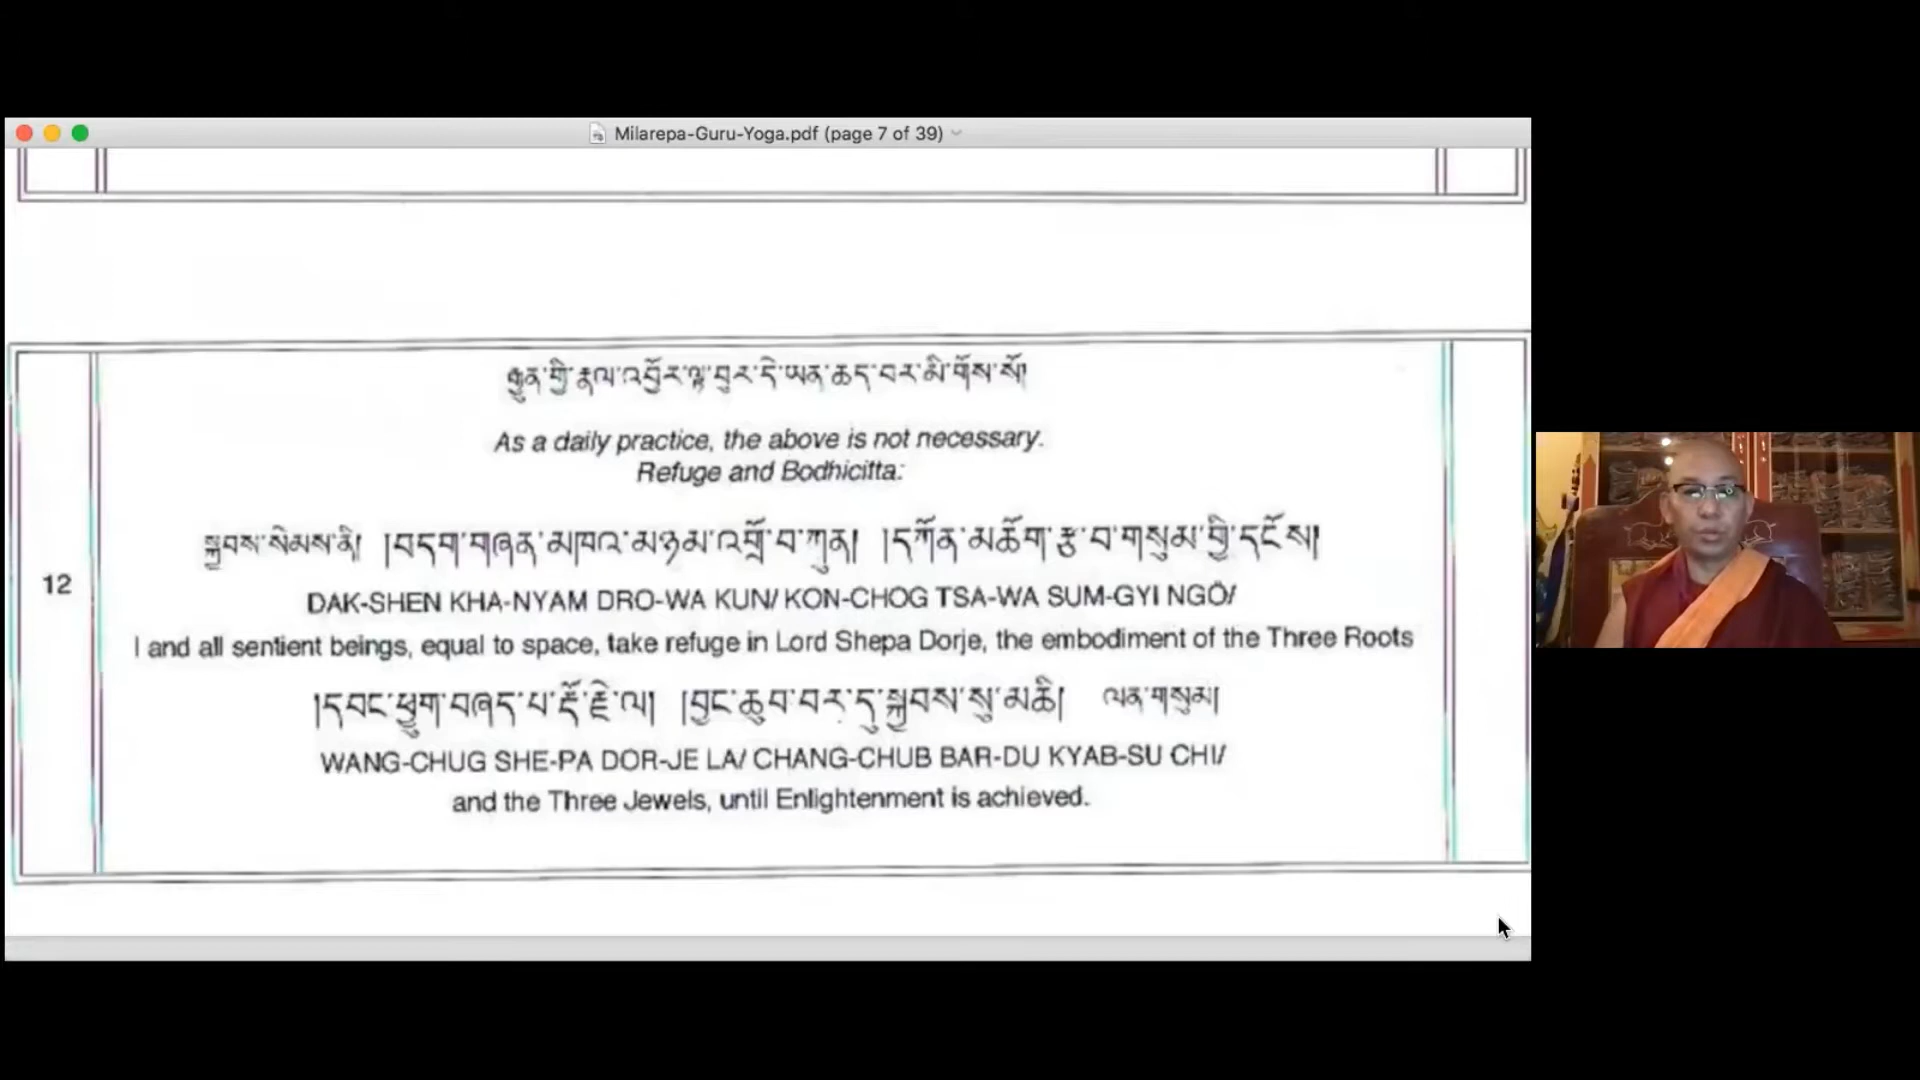 Milarepa-Guru-Yoga.pdf (page 7 of 39)
རྒྱུན་གྱི་རྣལ་འབྱོར་ལྟ་བུར་དེ་ཡན་ཆད་བར་མི་གོས་སོ།
As a daily practice, the above is not necessary.
Refuge and Bodhicitta:
སྐྱབས་སེམས་ནི། །བདག་གཞན་མཁའ་མཉམ་འགྲོ་བ་ཀུན། །དཀོན་མཆོག་རྩ་བ་གསུམ་གྱི་དངོས།
12
DAK-SHEN KHA-NYAM DRO-WA KUN/ KON-CHOG TSA-WA SUM-GYI NGÖ/
I and all sentient beings, equal to space, take refuge in Lord Shepa Dorje, the embodiment of the Three Roots
།དབང་ཕྱུག་བཞད་པ་རྡོ་རྗེ་ལ། །བྱང་ཆུབ་བར་དུ་སྐྱབས་སུ་མཆི། ལན་གསུམ།
WANG-CHUG SHE-PA DOR-JE LA/ CHANG-CHUB BAR-DU KYAB-SU CHI/
and the Three Jewels, until Enlightenment is achieved.